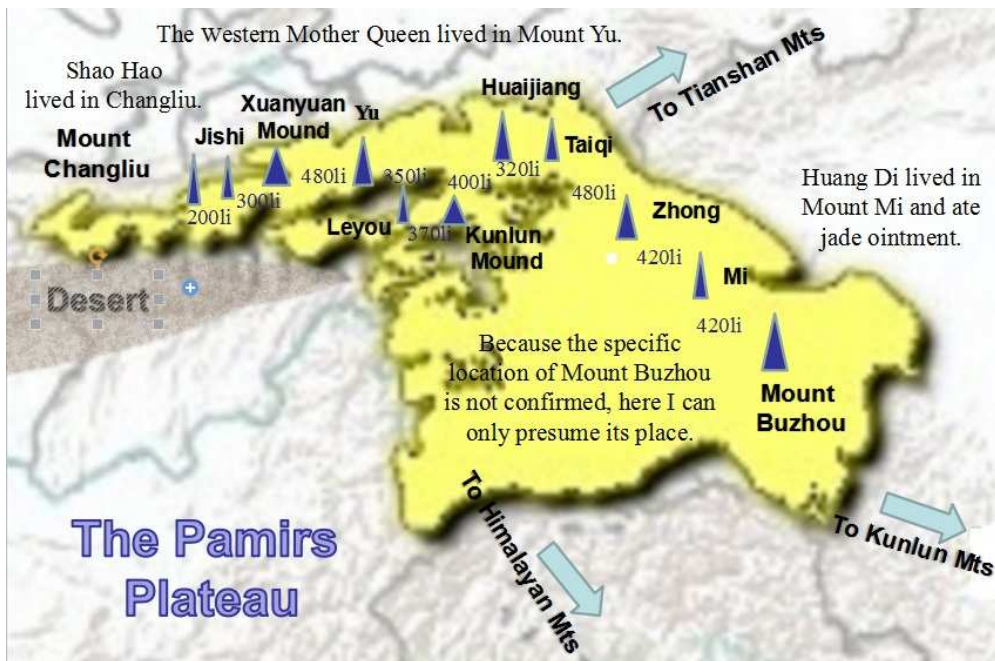 The Western Mother Queen lived in Mount Yu.
Shao Hao
lived in Changliu.
Mount
Changliu
Jishi
Xuanyuan
Mound
Yu
Huaijiang
Taiqi
To Tianshan Mts
200li
300li
480li
350li
400li
320li
480li
Leyou
370li
Kunlun
Mound
Zhong
420li
Mi
420li
Huang Di lived in
Mount Mi and ate
jade ointment.
Desert
Because the specific
location of Mount Buzhou
is not confirmed, here I can
only presume its place.
Mount
Buzhou
The Pamirs
Plateau
To Himalayan Mts
To Kunlun Mts